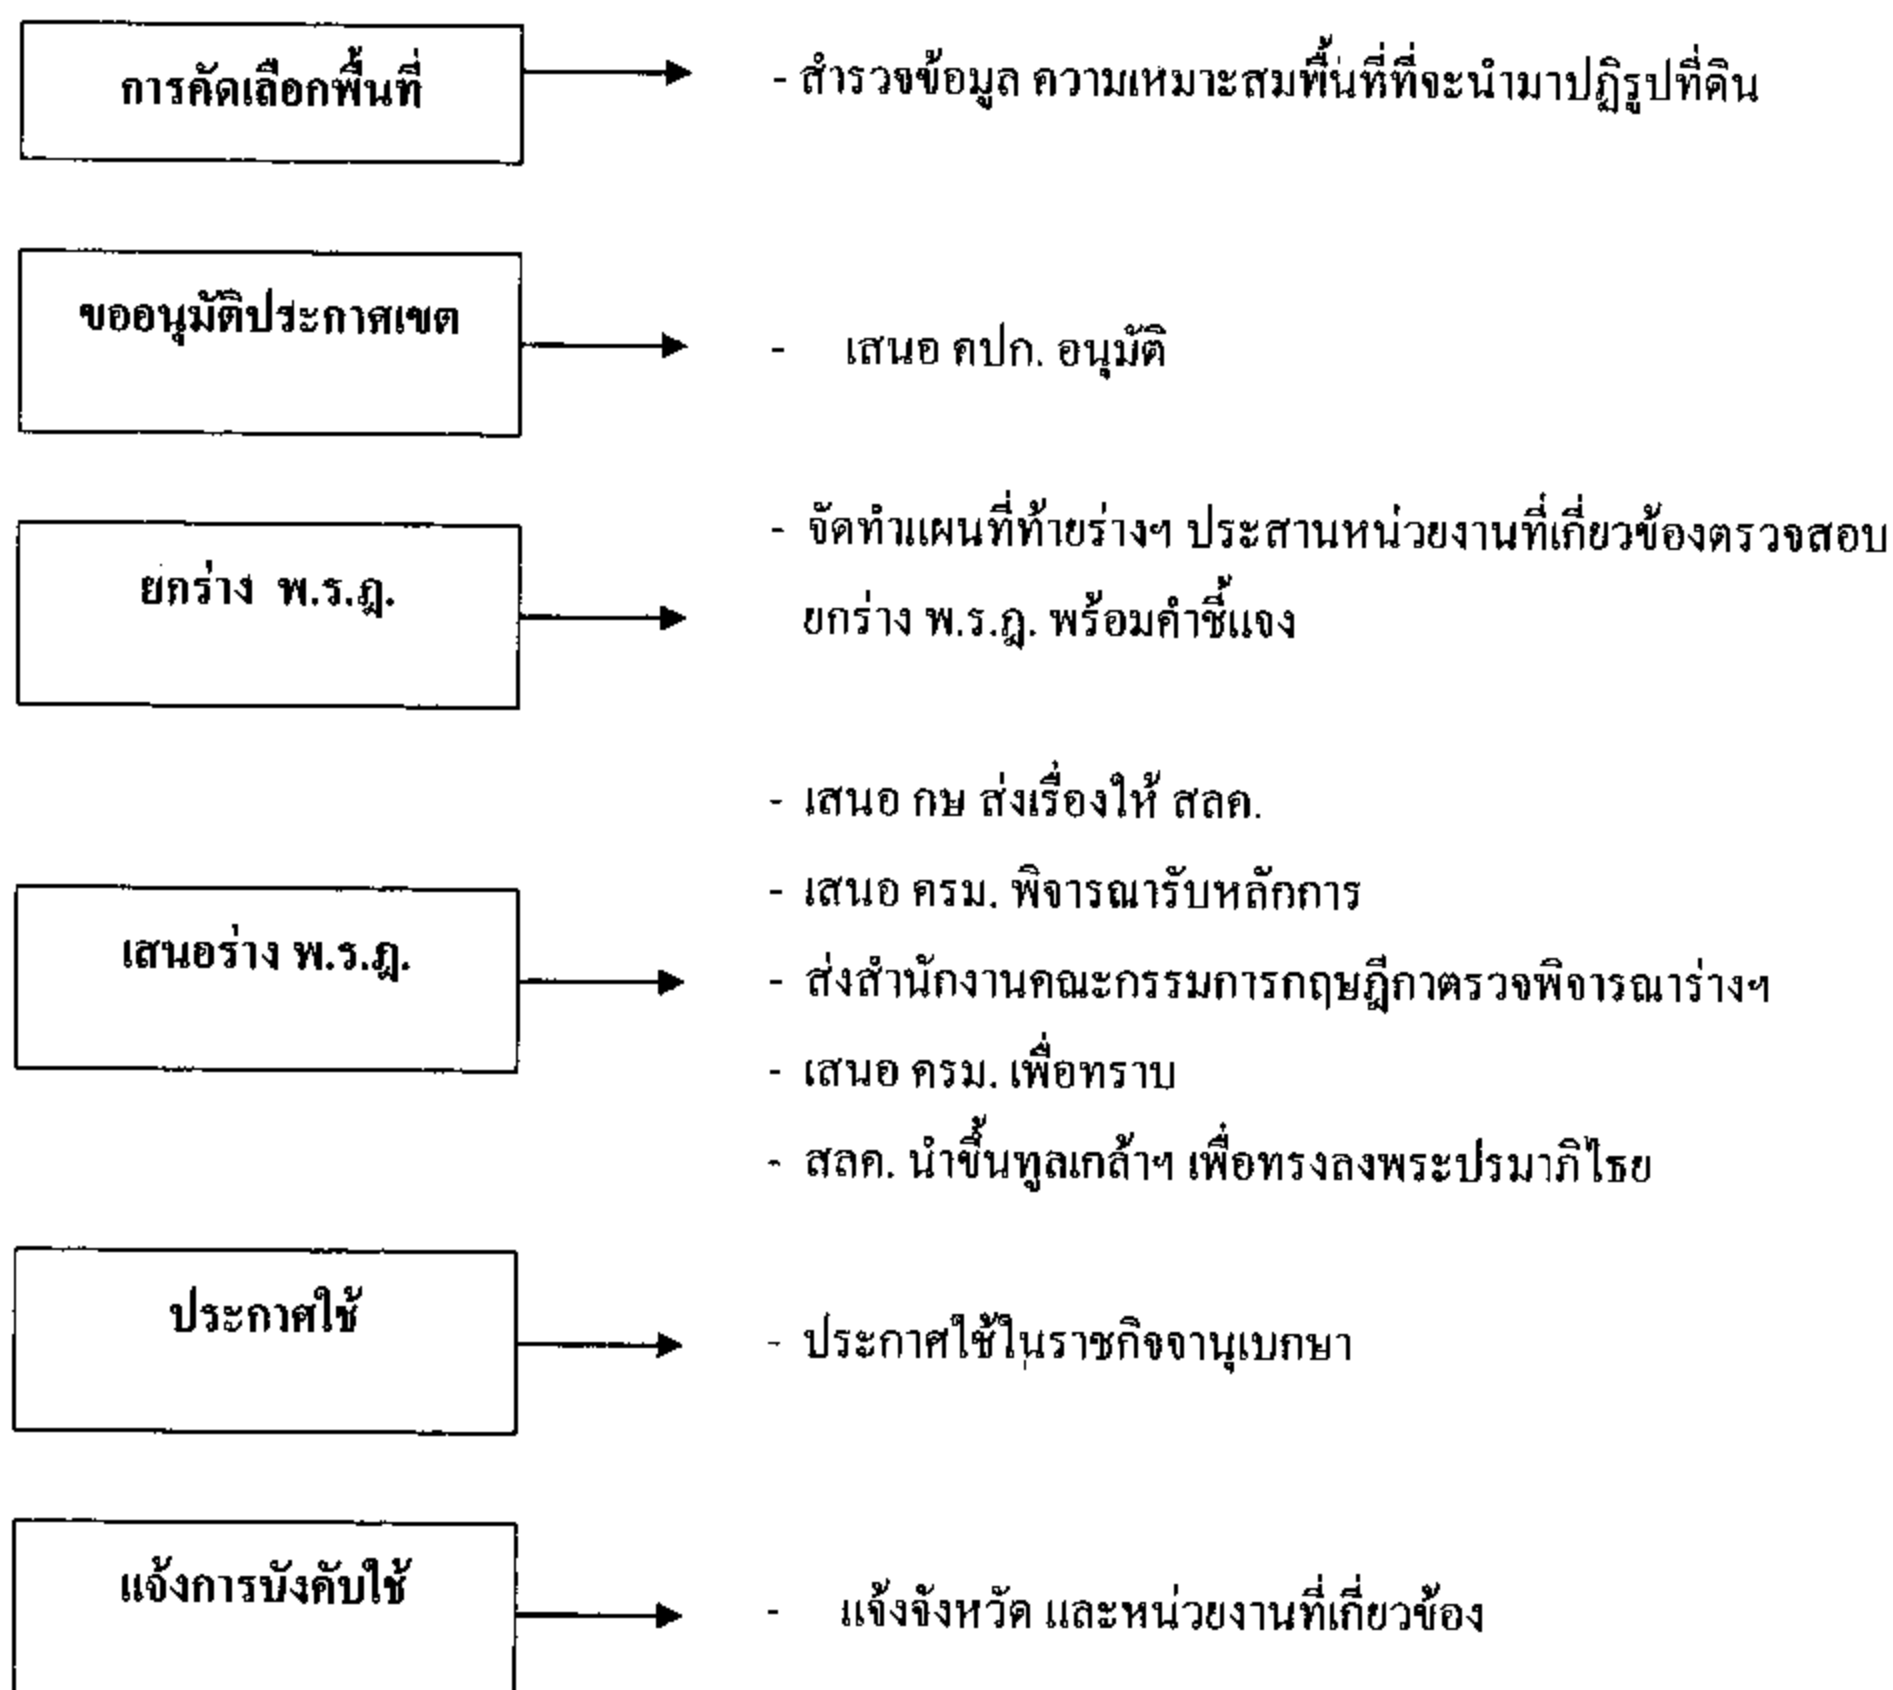 การคัดเลือกพื้นที่
- สำรวจข้อมูล ความเหมาะสมพื้นที่ที่จะนำมาปฏิรูปที่ดิน
ขออนุมัติประกาศเขต
- เสนอ คปก. อนุมัติ
ยกร่าง พ.ร.ฎ.
- จัดทำแผนที่ท้ายร่างฯ ประสานหน่วยงานที่เกี่ยวข้องตรวจสอบ
ยกร่าง พ.ร.ฎ. พร้อมคำชี้แจง
เสนอร่าง พ.ร.ฎ.
- เสนอ กษ ส่งเรื่องให้ สลค.
- เสนอ ครม. พิจารณารับหลักการ
- ส่งสำนักงานคณะกรรมการกฤษฎีกาตรวจพิจารณาร่างฯ
- เสนอ ครม. เพื่อทราบ
- สลค. นำขึ้นทูลเกล้าฯ เพื่อทรงลงพระปรมาภิไธย
ประกาศใช้
- ประกาศใช้ในราชกิจจานุเบกษา
แจ้งการบังคับใช้
- แจ้งจังหวัด และหน่วยงานที่เกี่ยวข้อง